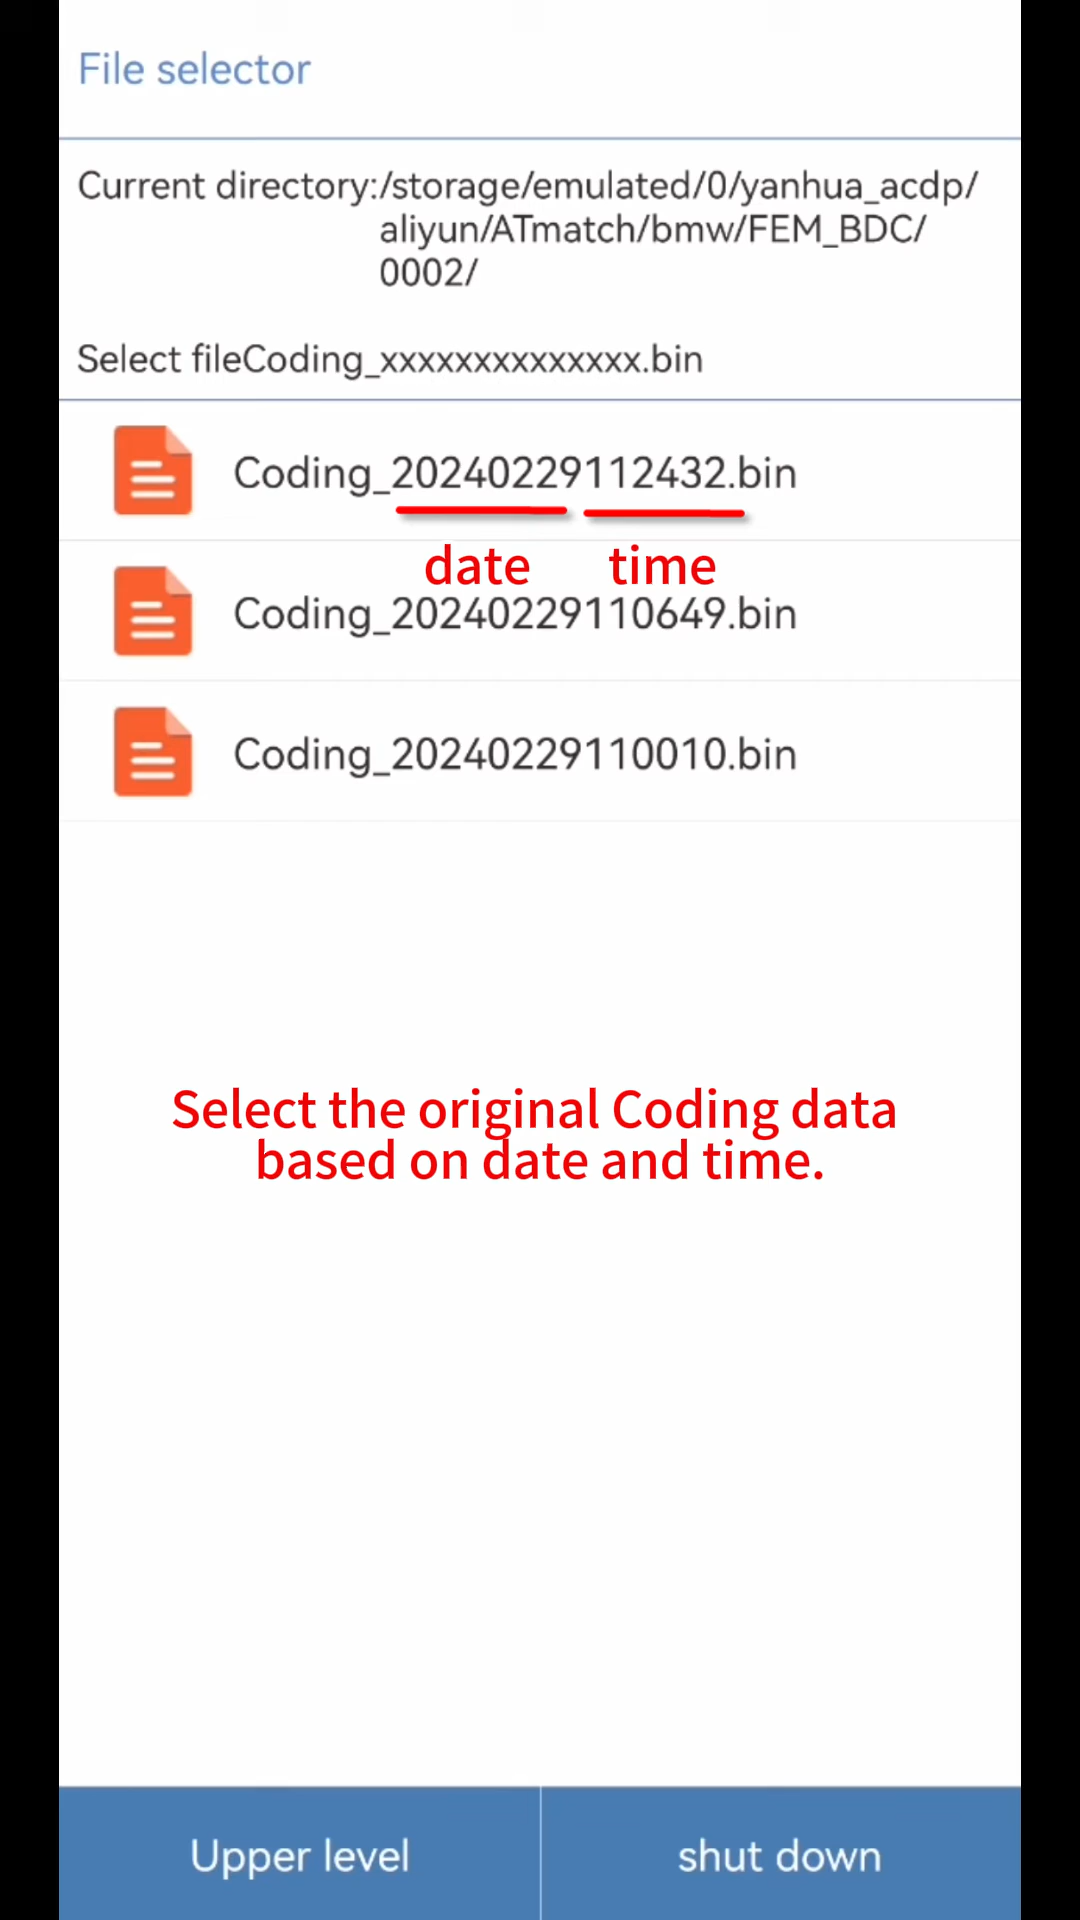 File selector
Current directory:/storage/emulated/0/yanhua_acdp/
aliyun/ATmatch/bmw/FEM_BDC/
0002/
Select fileCoding_xxxxxxxxxxxxxx.bin
Coding_20240229112432.bin
date time
Coding_20240229110649.bin
Coding_20240229110010.bin
Select the original Coding data
based on date and time.
Upper level
shut down